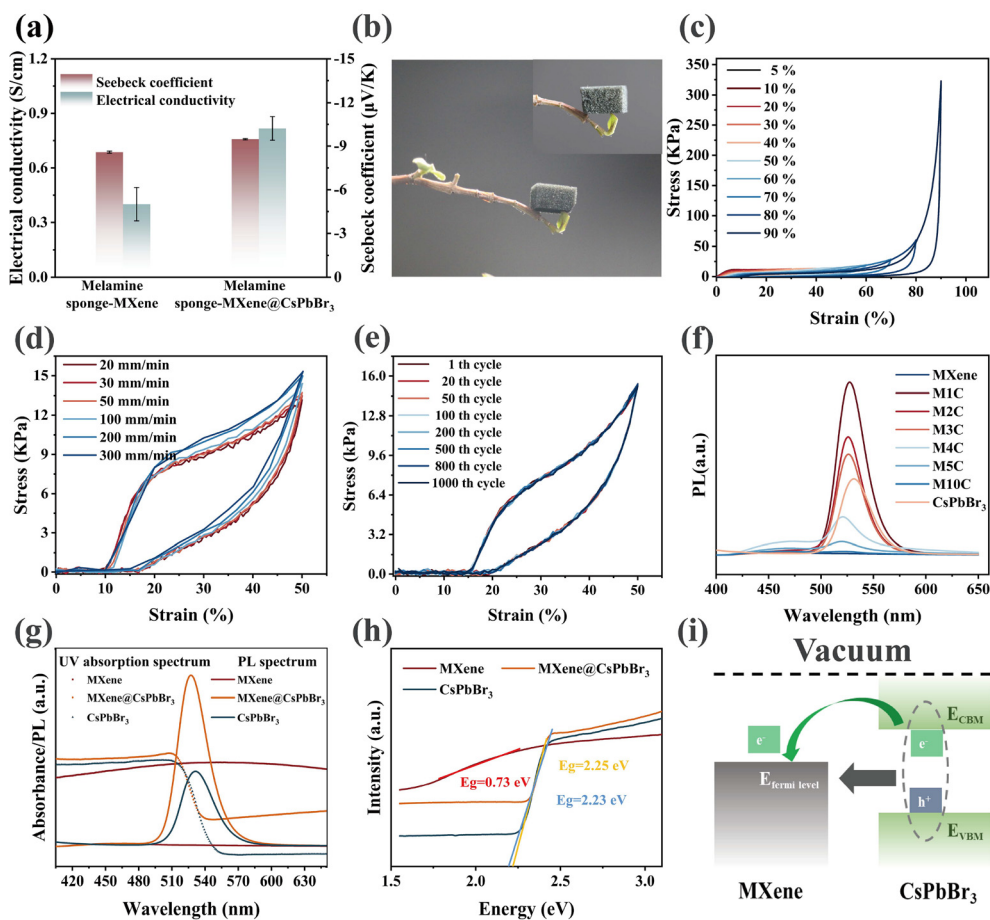 (a)
Electrical conductivity (S/cm)
1.2
0.9
0.6
0.3
0.0
Seebeck coefficient
Electrical conductivity
-15
-12
-9
-6
-3
0
Seebeck coefficient (μV/K)
Melamine
sponge-MXene
Melamine
sponge-MXene@CsPbBr₃
(b)
(c)
Stress (KPa)
350
300
250
200
150
100
50
0
5 %
10 %
20 %
30 %
40 %
50 %
60 %
70 %
80 %
90 %
0 20 40 60 80 100
Strain (%)
(d)
Stress (KPa)
15
12
9
6
3
0
20 mm/min
30 mm/min
50 mm/min
100 mm/min
200 mm/min
300 mm/min
0 10 20 30 40 50
Strain (%)
(e)
Stress (kPa)
16.0
12.8
9.6
6.4
3.2
0.0
1 th cycle
20 th cycle
50 th cycle
100 th cycle
200 th cycle
500 th cycle
800 th cycle
1000 th cycle
0 10 20 30 40 50
Strain (%)
(f)
PL(a.u.)
MXene
M1C
M2C
M3C
M4C
M5C
M10C
CsPbBr₃
400 450 500 550 600 650
Wavelength (nm)
(g)
Absorbance/PL (a.u.)
UV absorption spectrum
MXene
MXene@CsPbBr₃
CsPbBr₃
PL spectrum
MXene
MXene@CsPbBr₃
CsPbBr₃
420 480 540 600
Wavelength (nm)
(h)
Intensity (a.u.)
MXene
MXene@CsPbBr₃
CsPbBr₃
Eg=0.73 eV
Eg=2.25 eV
Eg=2.23 eV
1.5 1.8 2.1 2.4 2.7 3.0
Energy (eV)
(i)
Vacuum
E CBM
e⁻
e⁻
E fermi level
h⁺
E VBM
MXene
CsPbBr₃